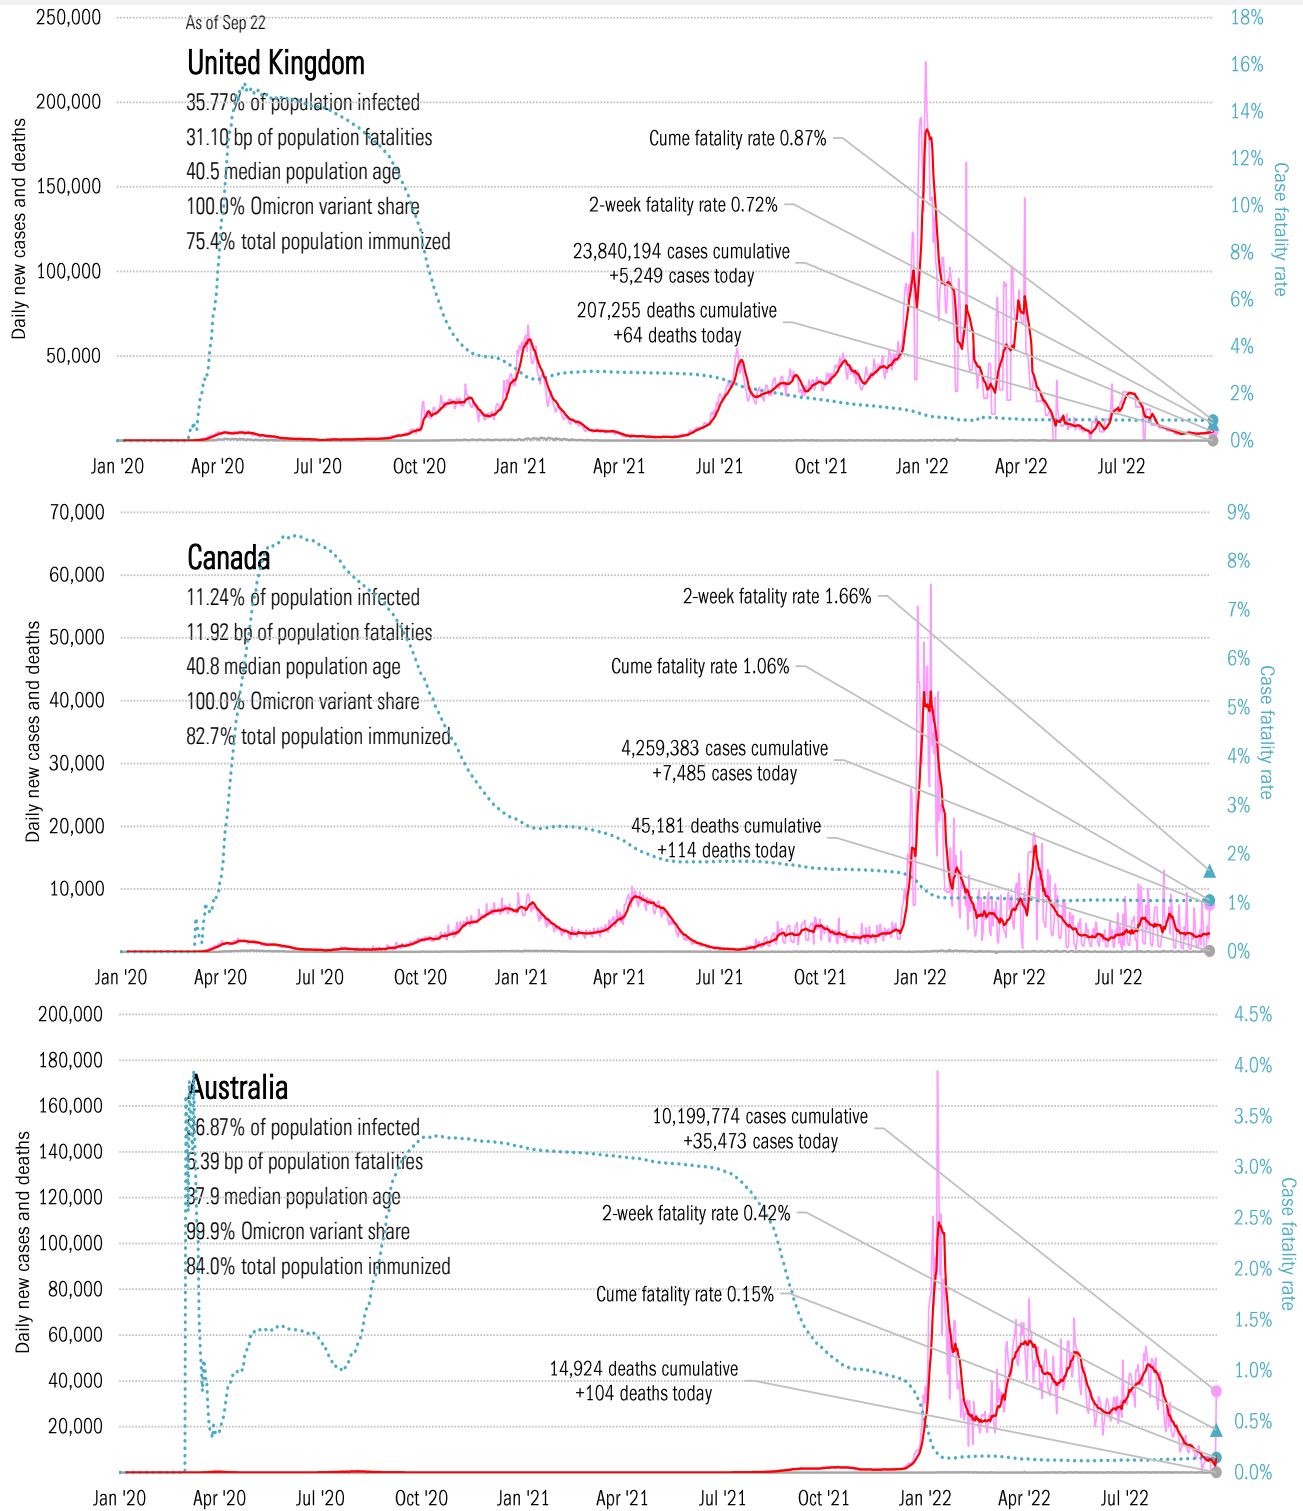 As of Sep 22
United Kingdom
35.77% of population infected
31.10 bp of population fatalities
40.5 median population age
100.0% Omicron variant share
75.4% total population immunized
Cume fatality rate 0.87%
2-week fatality rate 0.72%
23,840,194 cases cumulative
+5,249 cases today
207,255 deaths cumulative
+64 deaths today
Daily new cases and deaths
250,000
200,000
150,000
100,000
50,000
Case fatality rate
18%
16%
14%
12%
10%
8%
6%
4%
2%
0%
Jan '20 Apr '20 Jul '20 Oct '20 Jan '21 Apr '21 Jul '21 Oct '21 Jan '22 Apr '22 Jul '22
Canada
11.24% of population infected
11.92 bp of population fatalities
40.8 median population age
100.0% Omicron variant share
82.7% total population immunized
2-week fatality rate 1.66%
Cume fatality rate 1.06%
4,259,383 cases cumulative
+7,485 cases today
45,181 deaths cumulative
+114 deaths today
Daily new cases and deaths
70,000
60,000
50,000
40,000
30,000
20,000
10,000
Case fatality rate
9%
8%
7%
6%
5%
4%
3%
2%
1%
0%
Jan '20 Apr '20 Jul '20 Oct '20 Jan '21 Apr '21 Jul '21 Oct '21 Jan '22 Apr '22 Jul '22
Australia
36.87% of population infected
5.39 bp of population fatalities
37.9 median population age
99.9% Omicron variant share
84.0% total population immunized
10,199,774 cases cumulative
+35,473 cases today
2-week fatality rate 0.42%
Cume fatality rate 0.15%
14,924 deaths cumulative
+104 deaths today
Daily new cases and deaths
200,000
180,000
160,000
140,000
120,000
100,000
80,000
60,000
40,000
20,000
Case fatality rate
4.5%
4.0%
3.5%
3.0%
2.5%
2.0%
1.5%
1.0%
0.5%
0.0%
Jan '20 Apr '20 Jul '20 Oct '20 Jan '21 Apr '21 Jul '21 Oct '21 Jan '22 Apr '22 Jul '22